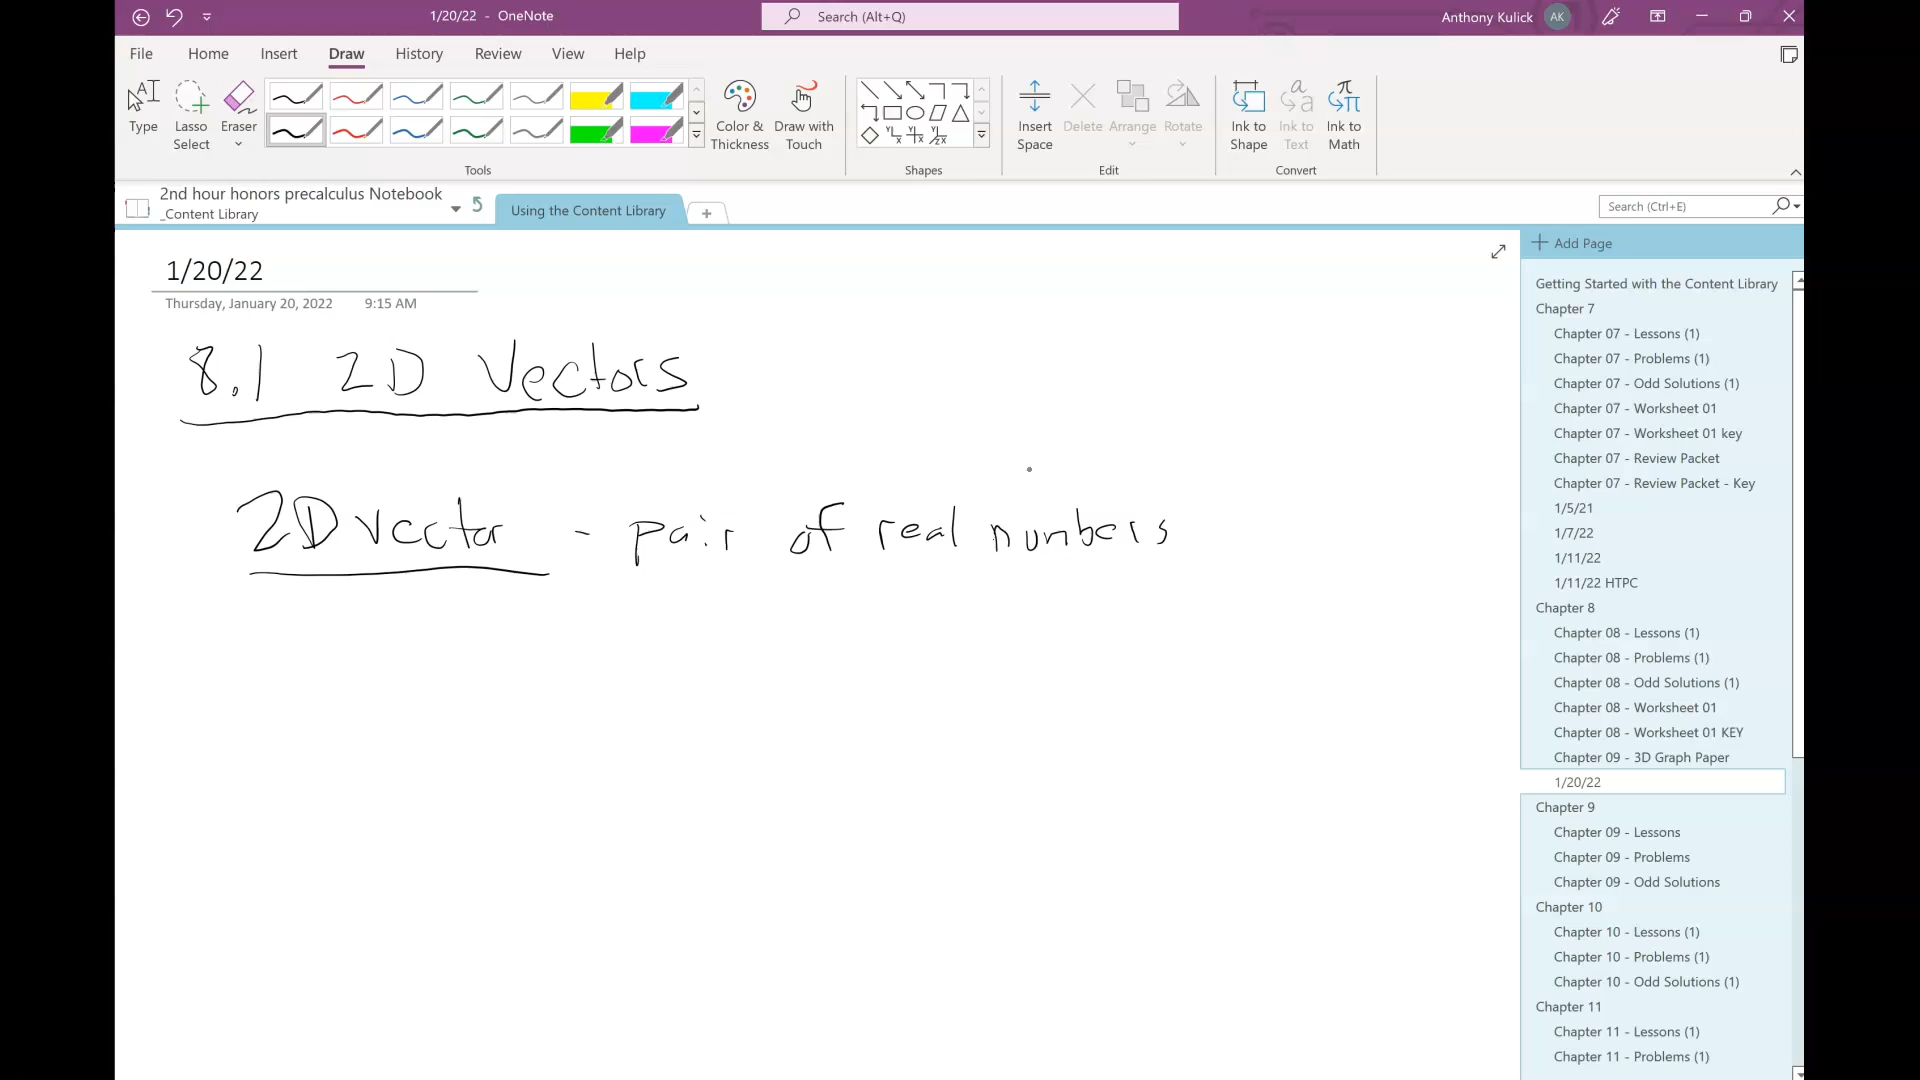 1/20/22 - OneNote
Search (Alt+Q)
Anthony Kulick AK
File Home Insert Draw History Review View Help
Type
Lasso Select
Eraser
Color & Thickness
Draw with Touch
Insert Space
Delete
Arrange
Rotate
Ink to Shape
Ink to Text
Ink to Math
Tools Shapes Edit Convert
2nd hour honors precalculus Notebook
_Content Library
Using the Content Library
Search (Ctrl+E)
1/20/22
Thursday, January 20, 2022 9:15 AM
8.1 2D Vectors
2D vector - pair of real numbers
Add Page
Getting Started with the Content Library
Chapter 7
Chapter 07 - Lessons (1)
Chapter 07 - Problems (1)
Chapter 07 - Odd Solutions (1)
Chapter 07 - Worksheet 01
Chapter 07 - Worksheet 01 key
Chapter 07 - Review Packet
Chapter 07 - Review Packet - Key
1/5/21
1/7/22
1/11/22
1/11/22 HTPC
Chapter 8
Chapter 08 - Lessons (1)
Chapter 08 - Problems (1)
Chapter 08 - Odd Solutions (1)
Chapter 08 - Worksheet 01
Chapter 08 - Worksheet 01 KEY
Chapter 09 - 3D Graph Paper
1/20/22
Chapter 9
Chapter 09 - Lessons
Chapter 09 - Problems
Chapter 09 - Odd Solutions
Chapter 10
Chapter 10 - Lessons (1)
Chapter 10 - Problems (1)
Chapter 10 - Odd Solutions (1)
Chapter 11
Chapter 11 - Lessons (1)
Chapter 11 - Problems (1)